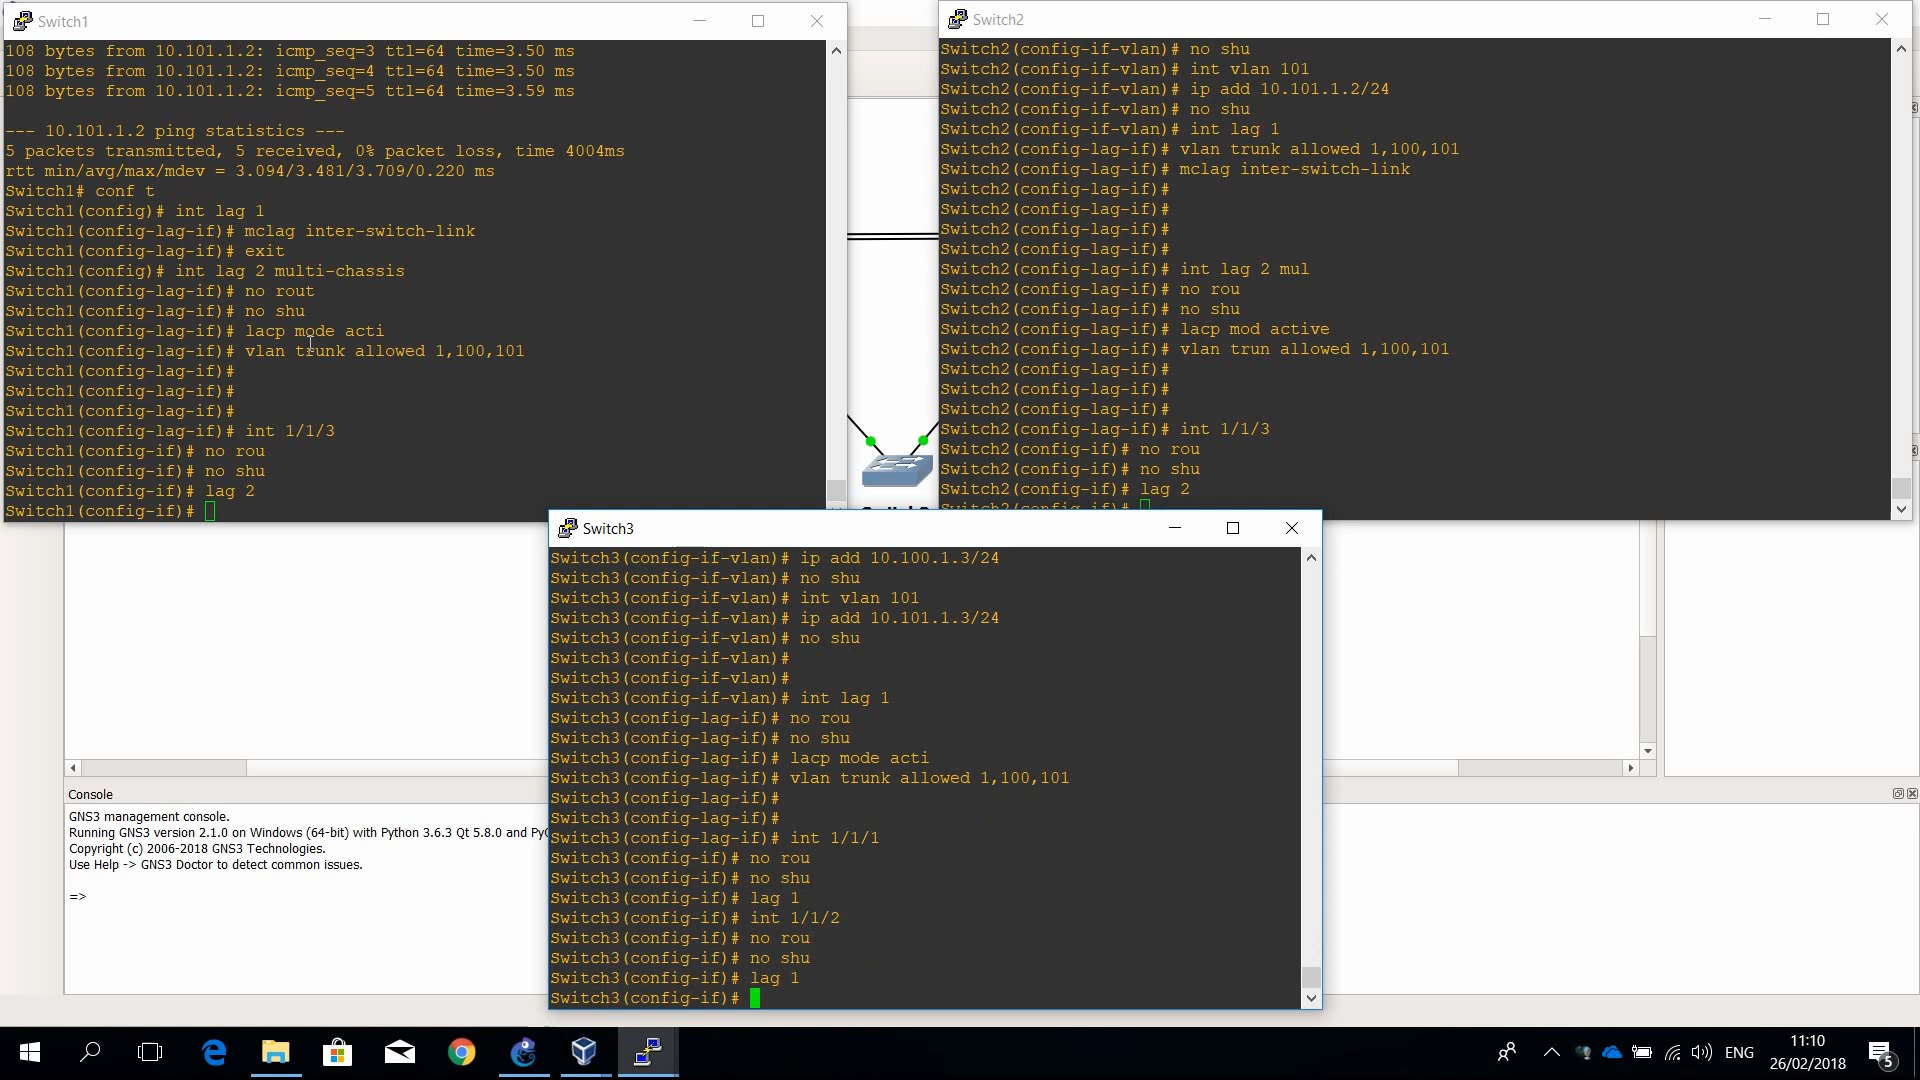 Switch1
108 bytes from 10.101.1.2: icmp_seq=3 ttl=64 time=3.50 ms
108 bytes from 10.101.1.2: icmp_seq=4 ttl=64 time=3.50 ms
108 bytes from 10.101.1.2: icmp_seq=5 ttl=64 time=3.59 ms
--- 10.101.1.2 ping statistics ---
5 packets transmitted, 5 received, 0% packet loss, time 4004ms
rtt min/avg/max/mdev = 3.094/3.481/3.709/0.220 ms
Switch1# conf t
Switch1(config)# int lag 1
Switch1(config-lag-if)# mclag inter-switch-link
Switch1(config-lag-if)# exit
Switch1(config)# int lag 2 multi-chassis
Switch1(config-lag-if)# no rout
Switch1(config-lag-if)# no shu
Switch1(config-lag-if)# lacp mode acti
Switch1(config-lag-if)# vlan trunk allowed 1,100,101
Switch1(config-lag-if)#
Switch1(config-lag-if)#
Switch1(config-lag-if)#
Switch1(config-lag-if)# int 1/1/3
Switch1(config-if)# no rou
Switch1(config-if)# no shu
Switch1(config-if)# lag 2
Switch1(config-if)#
Switch2
Switch2(config-if-vlan)# no shu
Switch2(config-if-vlan)# int vlan 101
Switch2(config-if-vlan)# ip add 10.101.1.2/24
Switch2(config-if-vlan)# no shu
Switch2(config-if-vlan)# int lag 1
Switch2(config-lag-if)# vlan trunk allowed 1,100,101
Switch2(config-lag-if)# mclag inter-switch-link
Switch2(config-lag-if)#
Switch2(config-lag-if)#
Switch2(config-lag-if)#
Switch2(config-lag-if)#
Switch2(config-lag-if)# int lag 2 mul
Switch2(config-lag-if)# no rou
Switch2(config-lag-if)# no shu
Switch2(config-lag-if)# lacp mod active
Switch2(config-lag-if)# vlan trun allowed 1,100,101
Switch2(config-lag-if)#
Switch2(config-lag-if)#
Switch2(config-lag-if)#
Switch2(config-lag-if)# int 1/1/3
Switch2(config-if)# no rou
Switch2(config-if)# no shu
Switch2(config-if)# lag 2
Switch2(config-if)#
Switch3
Switch3(config-if-vlan)# ip add 10.100.1.3/24
Switch3(config-if-vlan)# no shu
Switch3(config-if-vlan)# int vlan 101
Switch3(config-if-vlan)# ip add 10.101.1.3/24
Switch3(config-if-vlan)# no shu
Switch3(config-if-vlan)#
Switch3(config-if-vlan)#
Switch3(config-if-vlan)# int lag 1
Switch3(config-lag-if)# no rou
Switch3(config-lag-if)# no shu
Switch3(config-lag-if)# lacp mode acti
Switch3(config-lag-if)# vlan trunk allowed 1,100,101
Switch3(config-lag-if)#
Switch3(config-lag-if)#
Switch3(config-lag-if)# int 1/1/1
Switch3(config-if)# no rou
Switch3(config-if)# no shu
Switch3(config-if)# lag 1
Switch3(config-if)# int 1/1/2
Switch3(config-if)# no rou
Switch3(config-if)# no shu
Switch3(config-if)# lag 1
Switch3(config-if)#
Console
GNS3 management console.
Running GNS3 version 2.1.0 on Windows (64-bit) with Python 3.6.3 Qt 5.8.0 and
Copyright (c) 2006-2018 GNS3 Technologies.
Use Help -> GNS3 Doctor to detect common issues.
=>
ENG
11:10
26/02/2018
5